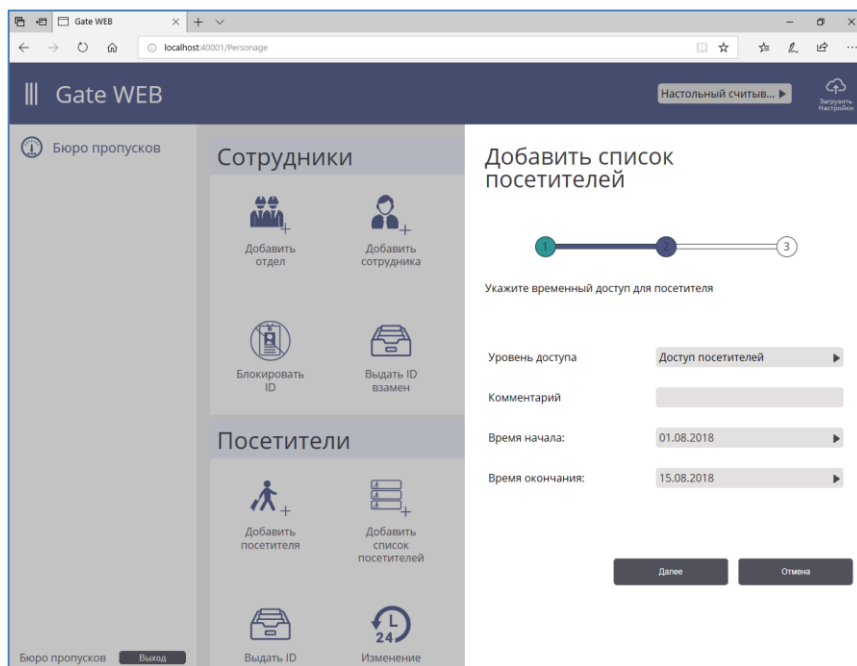 Gate WEB
localhost:40001/Personage
Gate WEB
Настольный считыв...
Загрузить
Настройки
Бюро пропусков
Сотрудники
Добавить
отдел
Добавить
сотрудника
Блокировать
ID
Выдать ID
взамен
Посетители
Добавить
посетителя
Добавить
список
посетителей
24
Выдать ID
Изменение
Бюро пропусков
Выход
Добавить список
посетителей
1
2
3
Укажите временный доступ для посетителя
Уровень доступа
Доступ посетителей
Комментарий
Время начала:
01.08.2018
Время окончания:
15.08.2018
Далее
Отмена